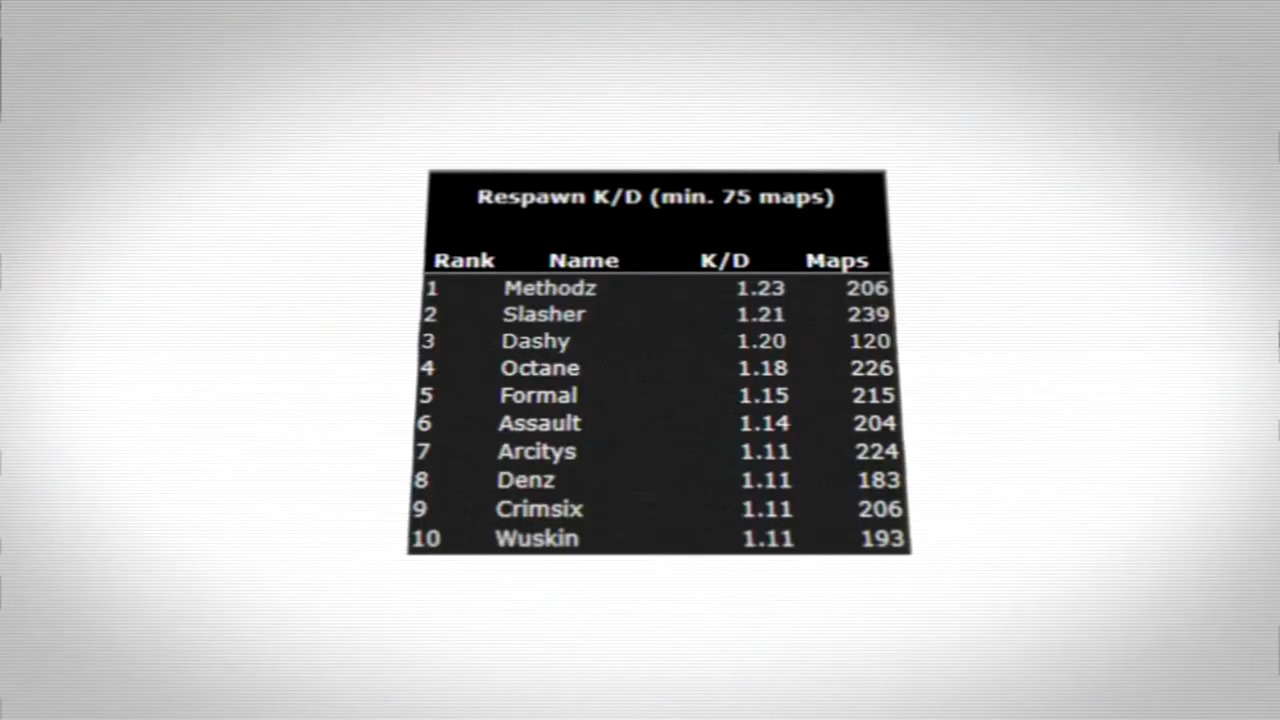 Respawn K/D (min. 75 maps)
Rank Name K/D Maps
1 Methodz 1.23 206
2 Slasher 1.21 239
3 Dashy 1.20 120
4 Octane 1.18 226
5 Formal 1.15 215
6 Assault 1.14 204
7 Arcitys 1.11 224
8 Denz 1.11 183
9 Crimsix 1.11 206
10 Wuskin 1.11 193